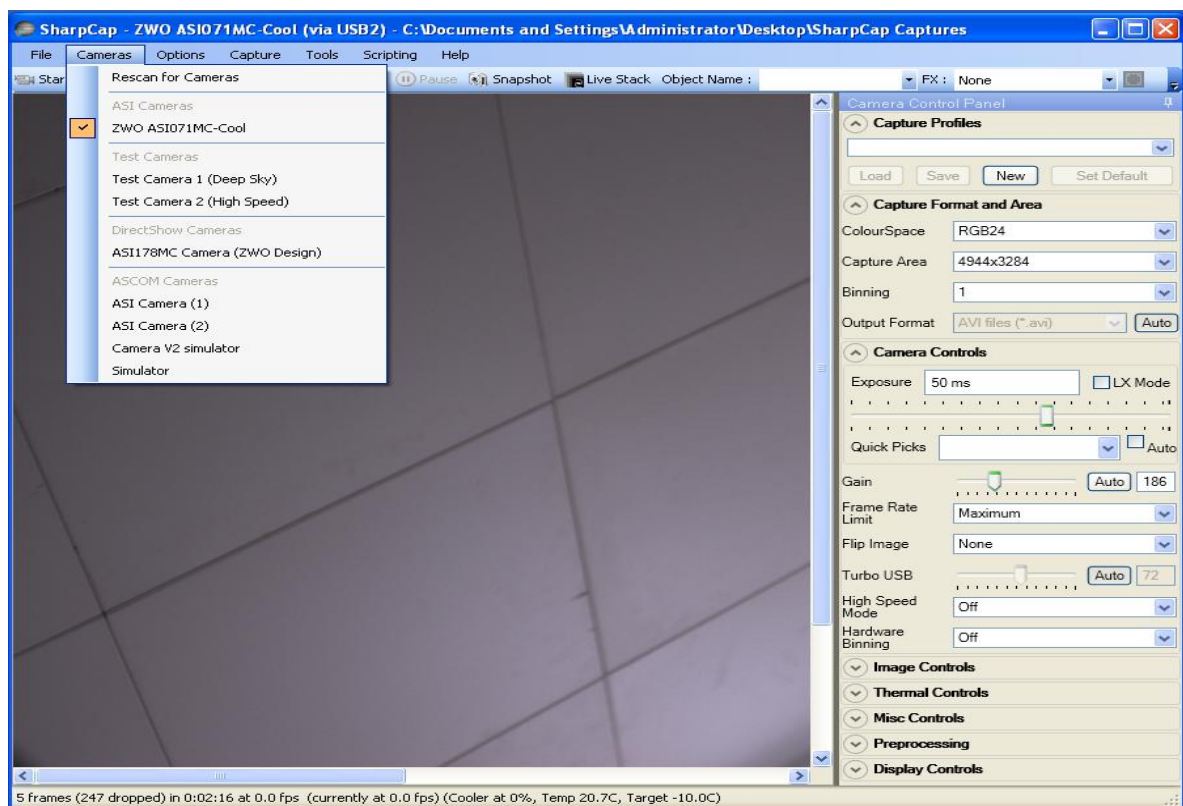 SharpCap - ZWO ASI071MC-Cool (via USB2) - C:\Documents and Settings\Administrator\Desktop\SharpCap Captures
File Cameras Options Capture Tools Scripting Help
Star Pause Snapshot Live Stack Object Name : FX : None
Rescan for Cameras
ASI Cameras
ZWO ASI071MC-Cool
Test Cameras
Test Camera 1 (Deep Sky)
Test Camera 2 (High Speed)
DirectShow Cameras
ASI178MC Camera (ZWO Design)
ASCOM Cameras
ASI Camera (1)
ASI Camera (2)
Camera V2 simulator
Simulator
Camera Control Panel
Capture Profiles
Load Save New Set Default
Capture Format and Area
ColourSpace RGB24
Capture Area 4944x3284
Binning 1
Output Format AVI files (*.avi) Auto
Camera Controls
Exposure 50 ms LX Mode
Quick Picks Auto
Gain Auto 186
Frame Rate
Limit Maximum
Flip Image None
Turbo USB Auto 72
High Speed
Mode Off
Hardware
Binning Off
Image Controls
Thermal Controls
Misc Controls
Preprocessing
Display Controls
5 frames (247 dropped) in 0:02:16 at 0.0 fps (currently at 0.0 fps) (Cooler at 0%, Temp 20.7C, Target -10.0C)